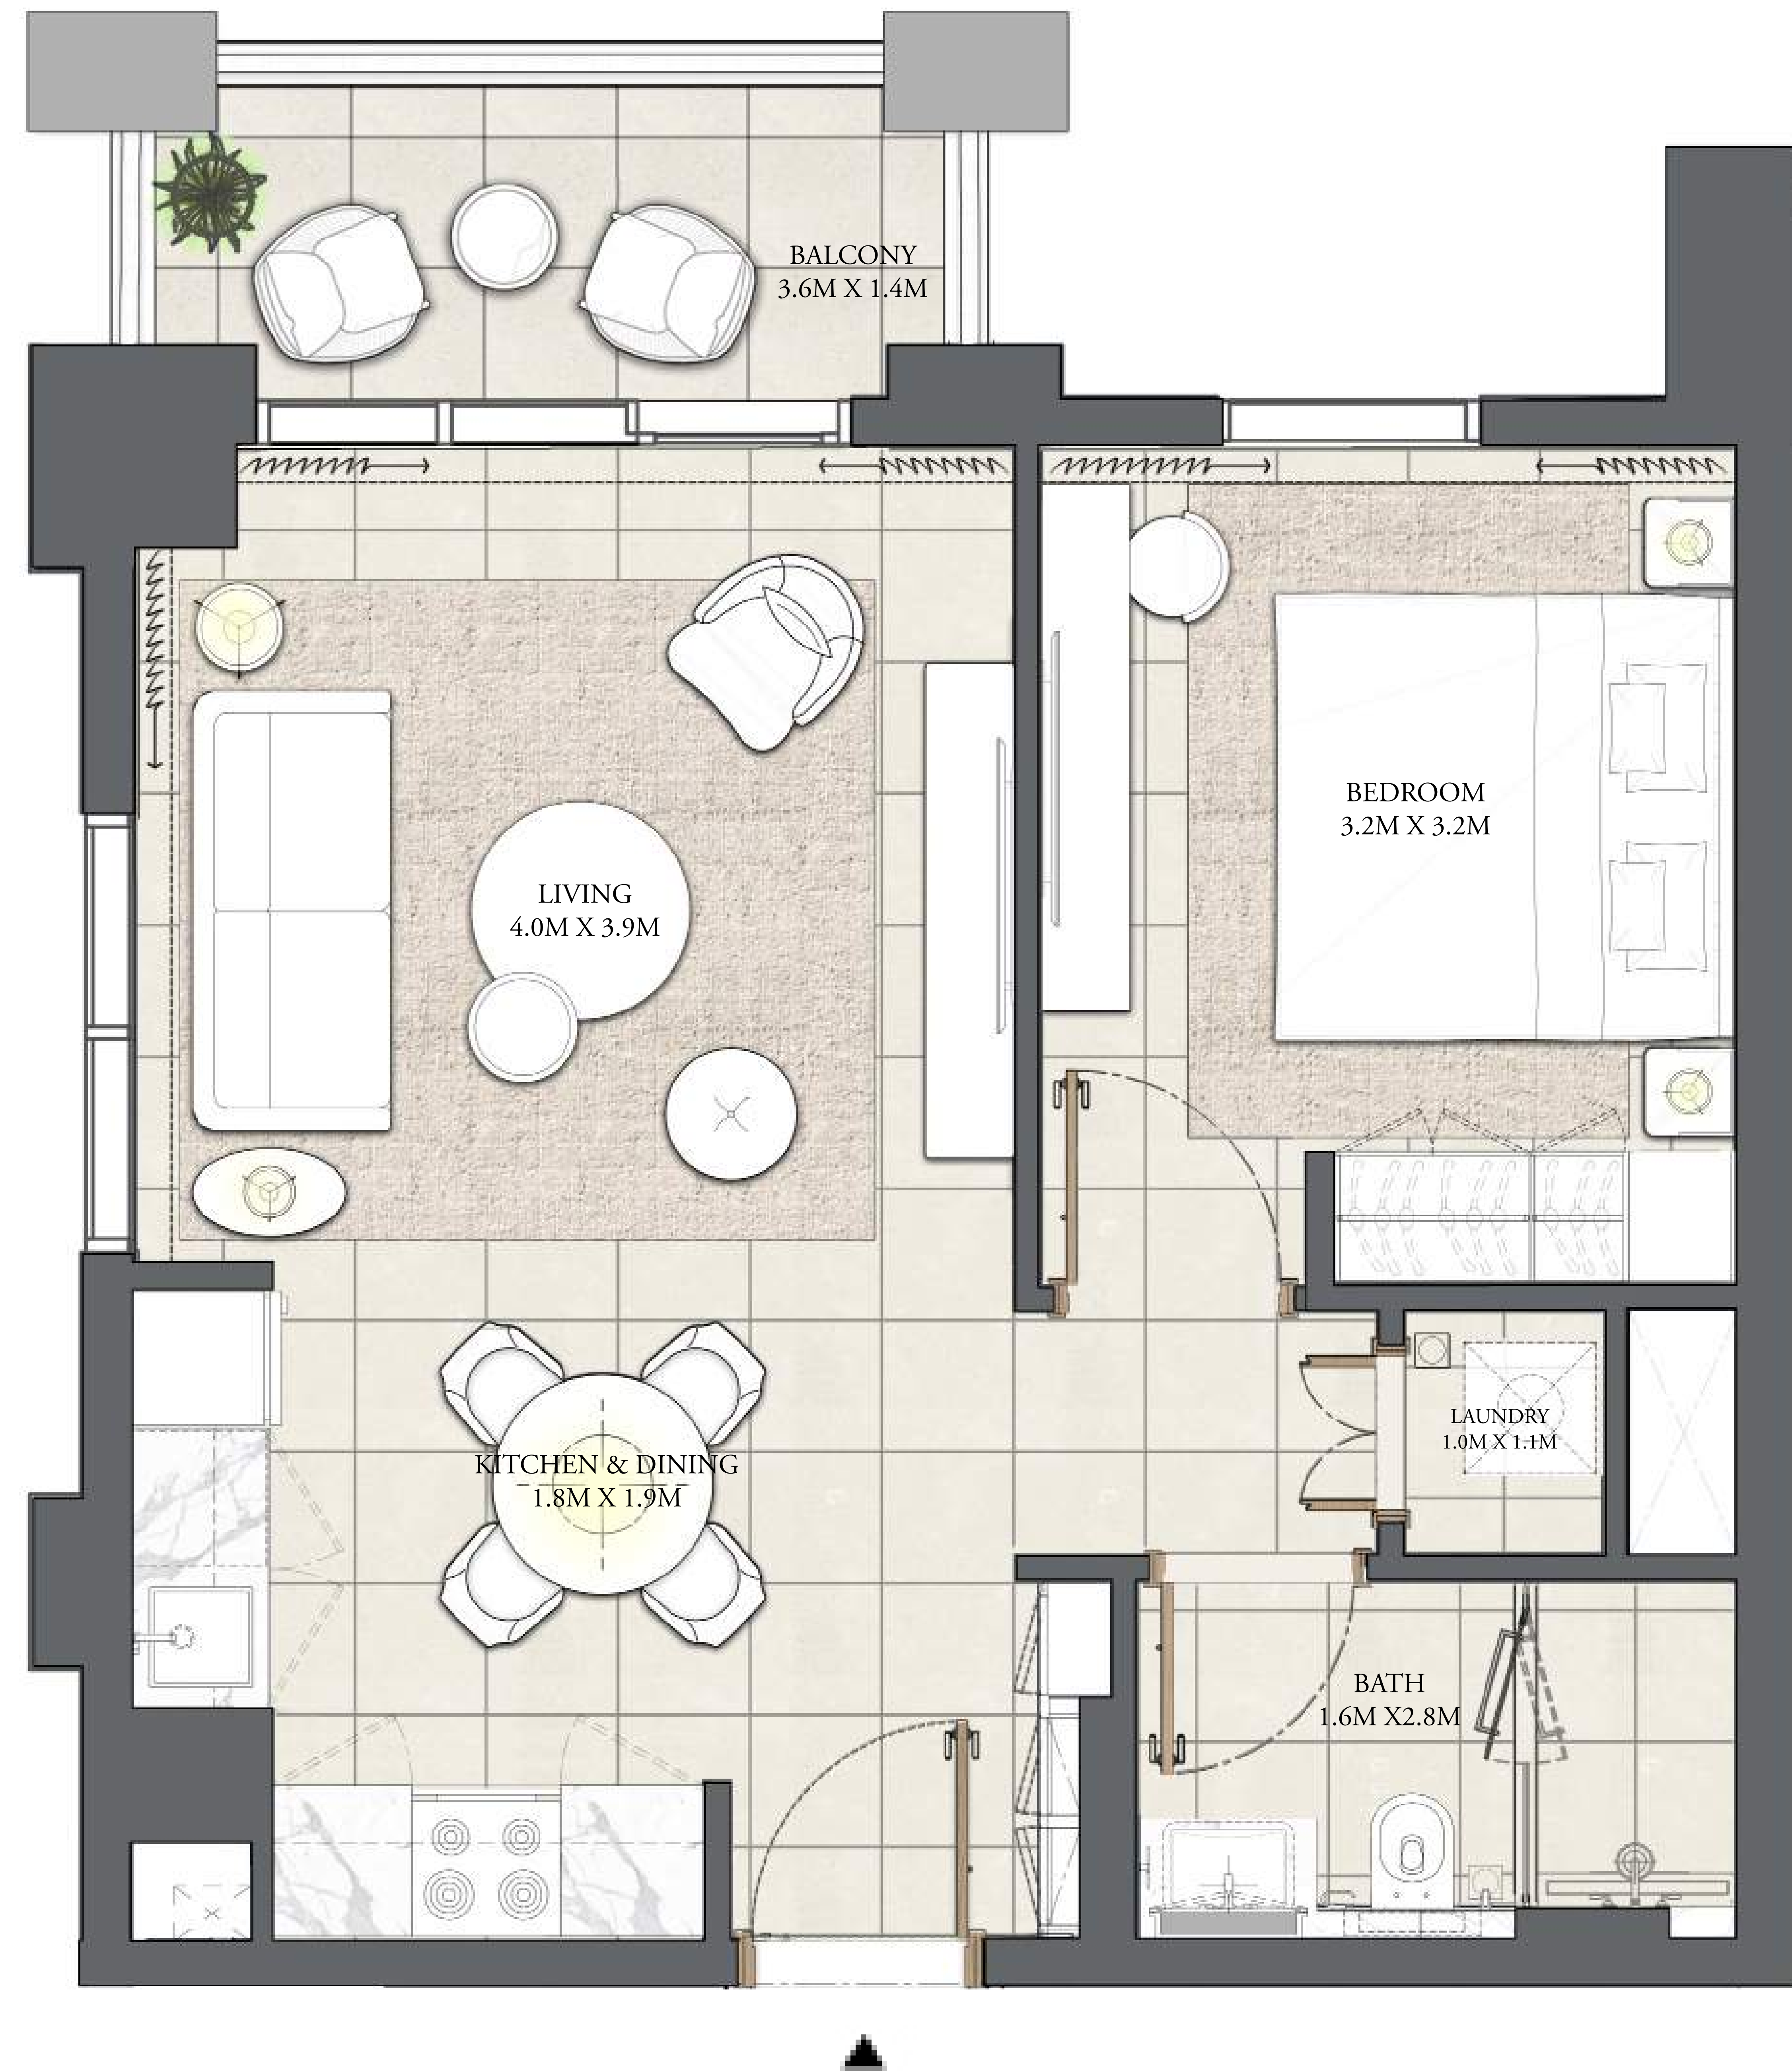 BALCONY
3.6M X 1.4M
BEDROOM
3.2M X 3.2M
LIVING
4.0M X 3.9M
LAUNDRY
1.0M X 1.1M
KITCHEN & DINING
1.8M X 1.9M
BATH
1.6M X2.8M